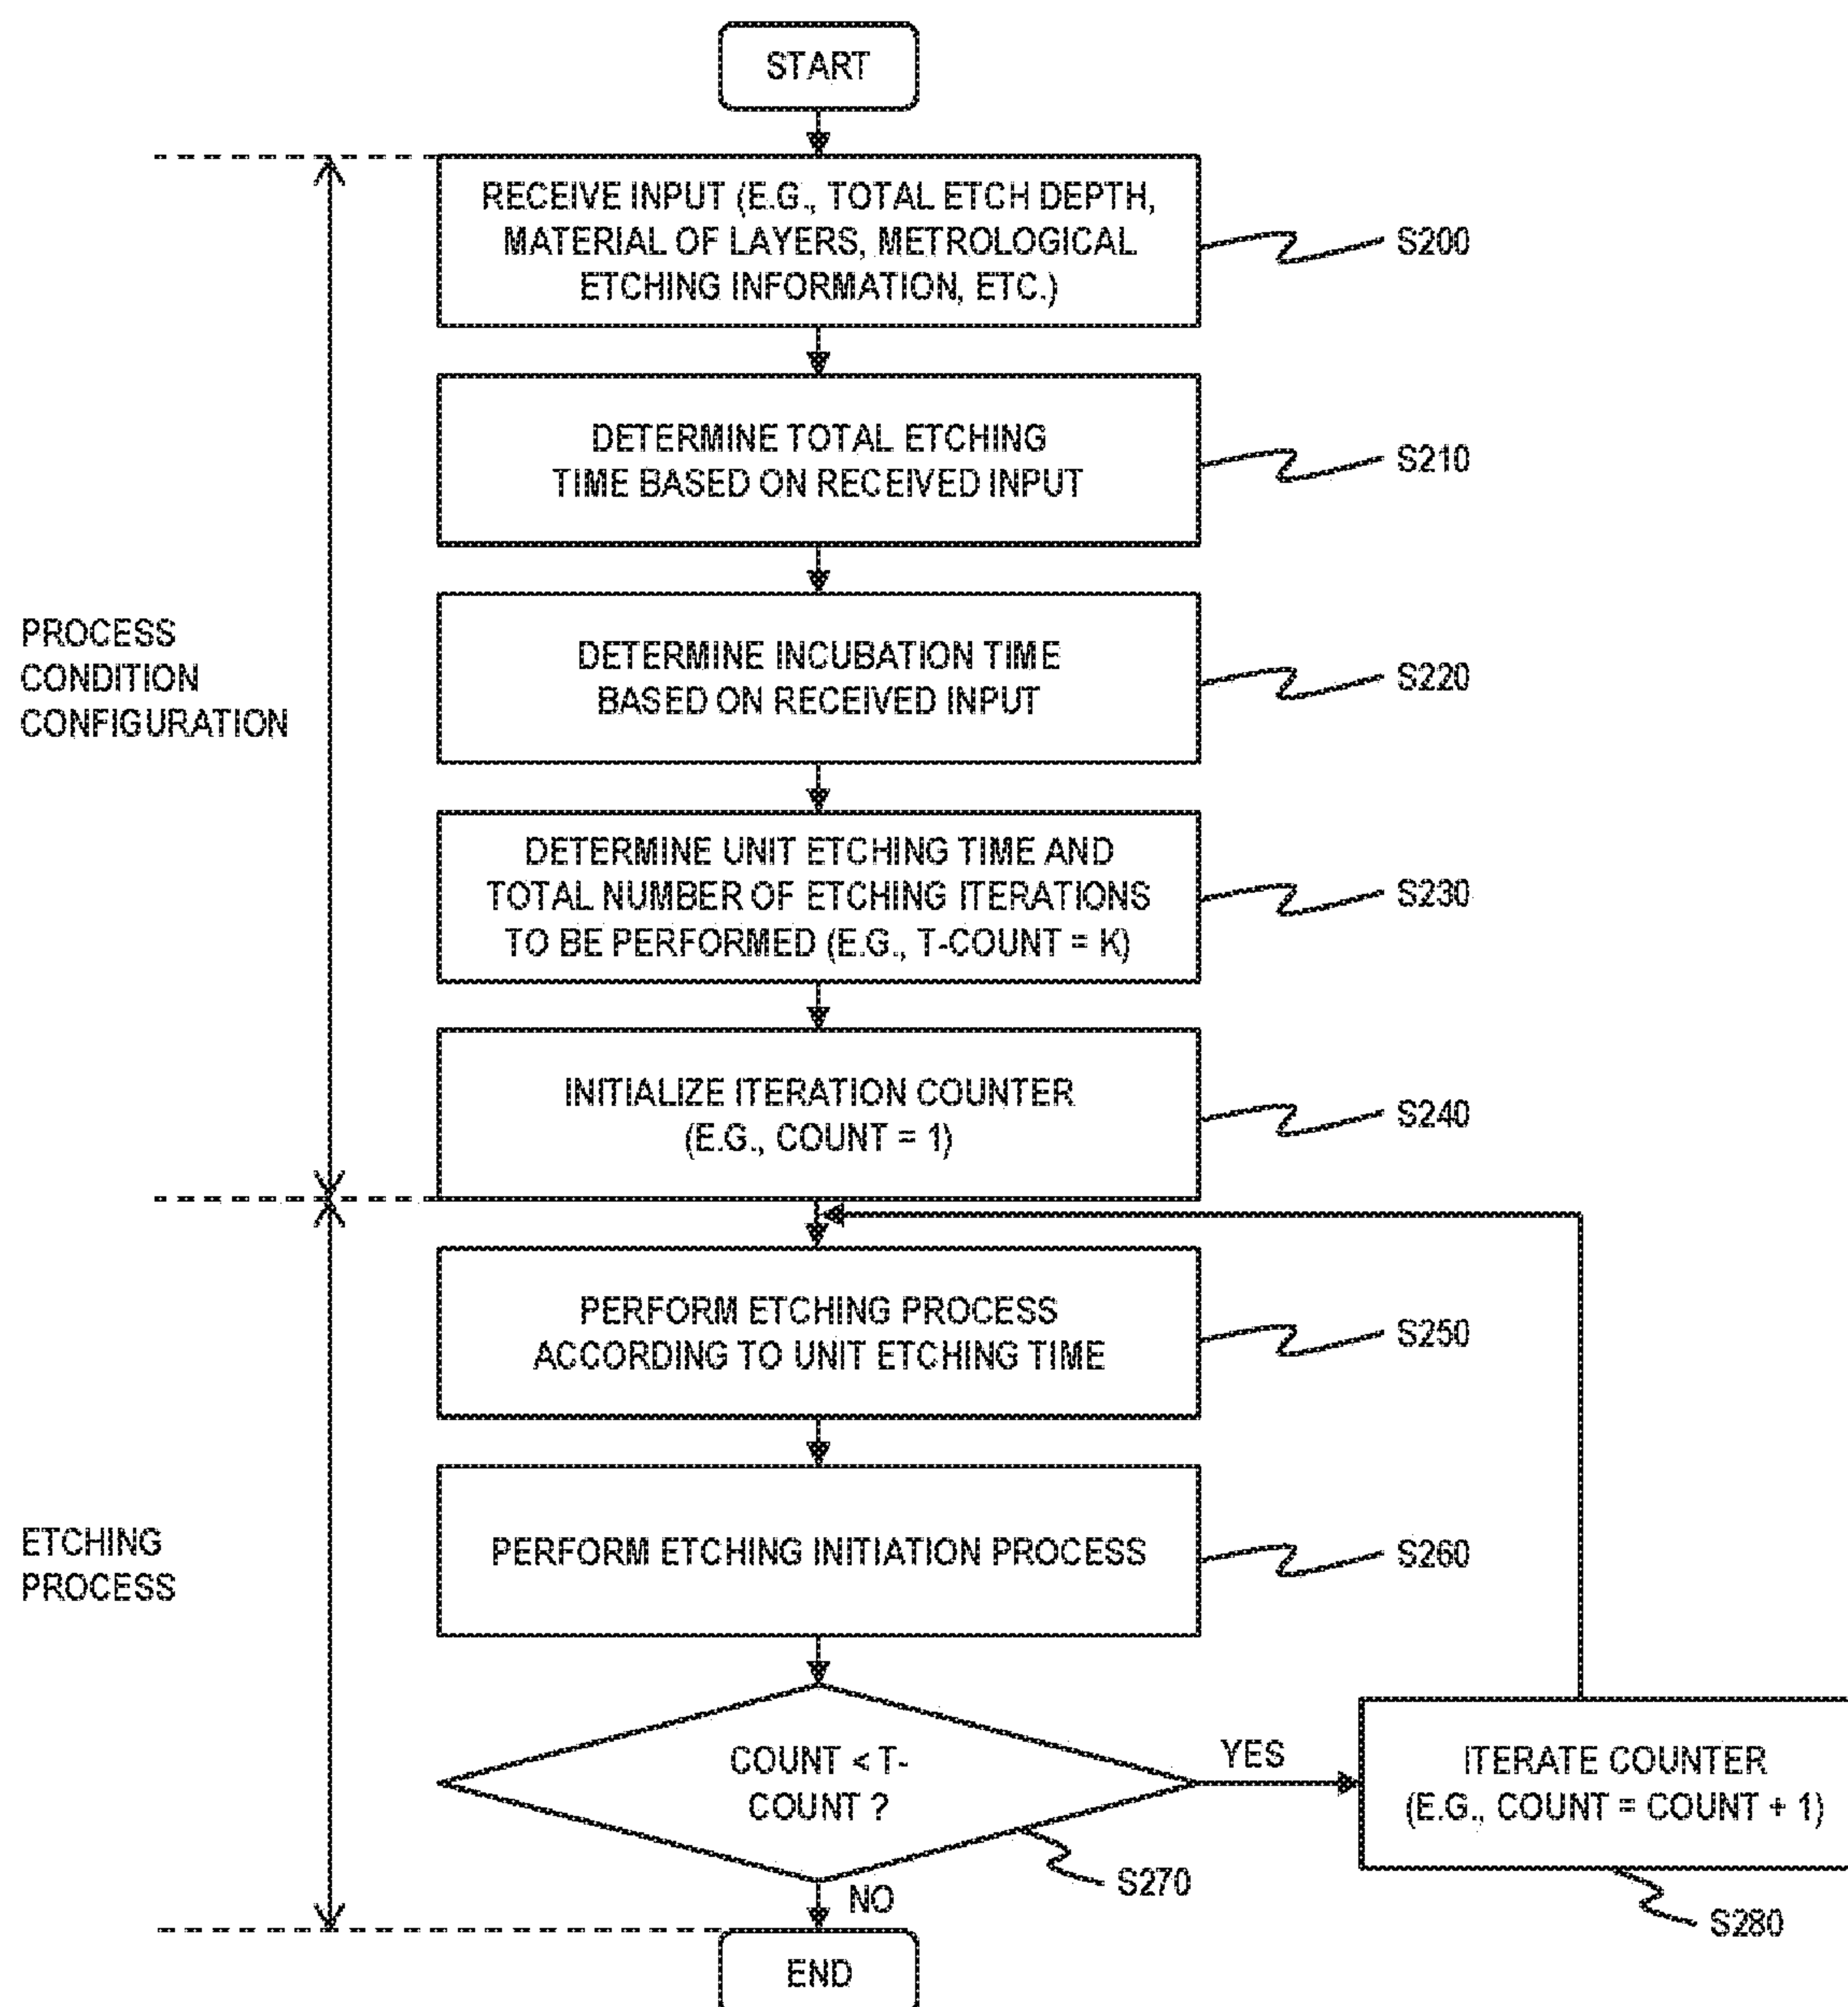 START
RECEIVE INPUT (E.G., TOTAL ETCH DEPTH,
MATERIAL OF LAYERS, METROLOGICAL
ETCHING INFORMATION, ETC.)
S200
DETERMINE TOTAL ETCHING
TIME BASED ON RECEIVED INPUT
S210
PROCESS
CONDITION
CONFIGURATION
DETERMINE INCUBATION TIME
BASED ON RECEIVED INPUT
S220
DETERMINE UNIT ETCHING TIME AND
TOTAL NUMBER OF ETCHING ITERATIONS
TO BE PERFORMED (E.G., T-COUNT = K)
S230
INITIALIZE ITERATION COUNTER
(E.G., COUNT = 1)
S240
PERFORM ETCHING PROCESS
ACCORDING TO UNIT ETCHING TIME
S250
ETCHING
PROCESS
PERFORM ETCHING INITIATION PROCESS
S260
COUNT < T-
COUNT ?
S270
YES
ITERATE COUNTER
(E.G., COUNT = COUNT + 1)
S280
NO
END